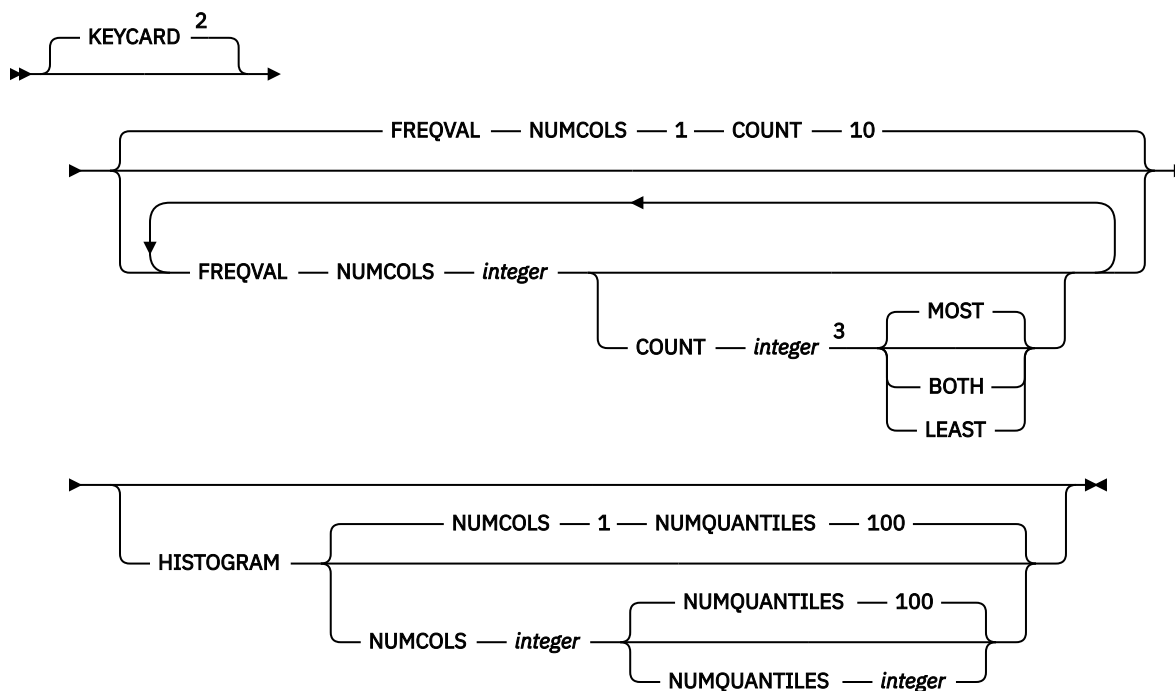 KEYCARD 2
FREQVAL NUMCOLS 1 COUNT 10
FREQVAL NUMCOLS integer
COUNT integer 3
MOST
BOTH
LEAST
NUMCOLS 1 NUMQUANTILES 100
HISTOGRAM
NUMQUANTILES 100
NUMCOLS integer
NUMQUANTILES integer